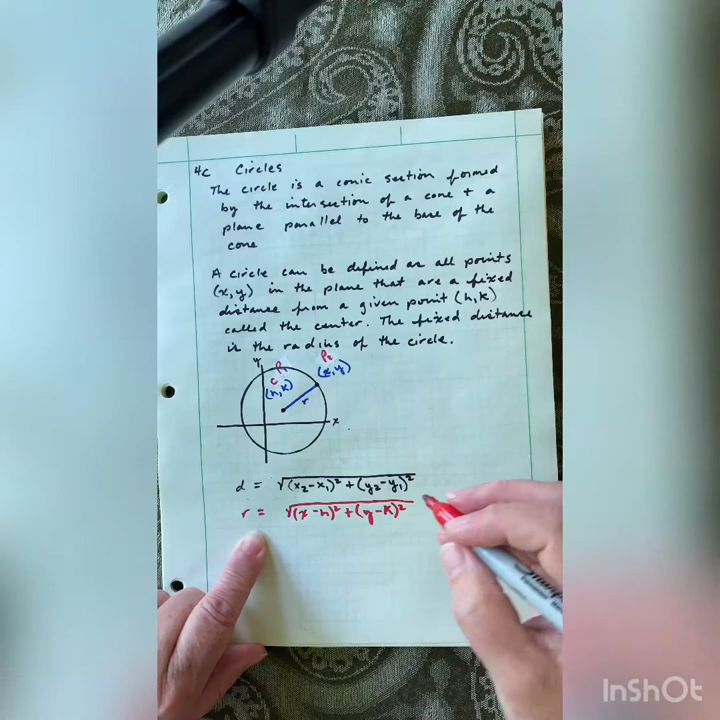 4c Circles
The circle is a conic section formed
by the intersection of a cone + a
plane parallel to the base of the
cone
A circle can be defined as all points
(x,y) in the plane that are a fixed
distance from a given point (h,k)
called the center. The fixed distance
is the radius of the circle.
y P1 P2
C (x,y)
(h,k)
r
x
d = √(x2-x1)² + (y2-y1)²
r = √(x-h)² + (y-k)²
InShOt